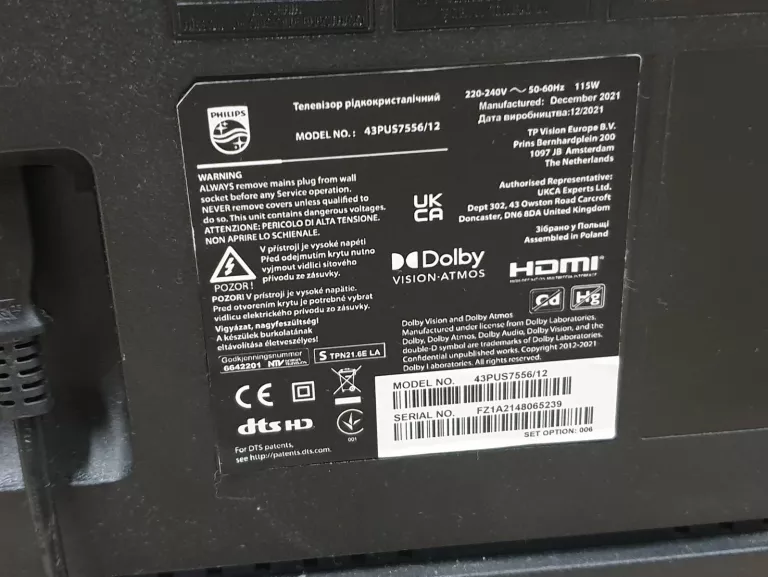 PHILIPS
Телевізор рідкокристалічний
MODEL NO.: 43PUS7556/12
220-240V ~ 50-60Hz 115W
Manufactured: December 2021
Дата виробництва:12/2021
TP Vision Europe B.V.
Prins Bernhardplein 200
1097 JB Amsterdam
The Netherlands
WARNING
ALWAYS remove mains plug from wall
socket before any Service operation.
NEVER remove covers unless qualified to
do so. This unit contains dangerous voltages.
ATTENZIONE: PERICOLO DI ALTA TENSIONE.
NON APRIRE LO SCHIENALE.
UK
CA
Authorised Representative:
UKCA Experts Ltd.
Dept 302, 43 Owston Road Carcroft
Doncaster, DN6 8DA United Kingdom
Зібрано у Польщі
Assembled in Poland
POZOR !
V přístroji je vysoké napětí
Před odejmutím krytu nutno
vyjmout vidlici síťového
přívodu ze zásuvky.
POZOR! V prístroji je vysoké napätie.
Pred otvorením krytu je potrebné vybrat
vidlicu elektrického prívodu zo zásuvky.
Vigyázat, nagyfeszültség!
A készülek burkolatának
eltávolítása életveszélyes!
Dolby
VISION·ATMOS
HDMI
HIGH-DEFINITION MULTIMEDIA INTERFACE
Cd Hg
Dolby Vision and Dolby Atmos
Manufactured under license from Dolby Laboratories.
Dolby, Dolby Atmos, Dolby Audio, Dolby Vision, and the
double-D symbol are trademarks of Dolby Laboratories.
Confidential unpublished works. Copyright 2012-2021
Dolby Laboratories. All rights reserved.
Godkjenningsnummer
6642201 NTV
S TPN21.6E LA
CE
dts HD
001
For DTS patents,
see http://patents.dts.com.
MODEL NO. 43PUS7556/12
SERIAL NO. FZ1A2148065239
SET OPTION: 006